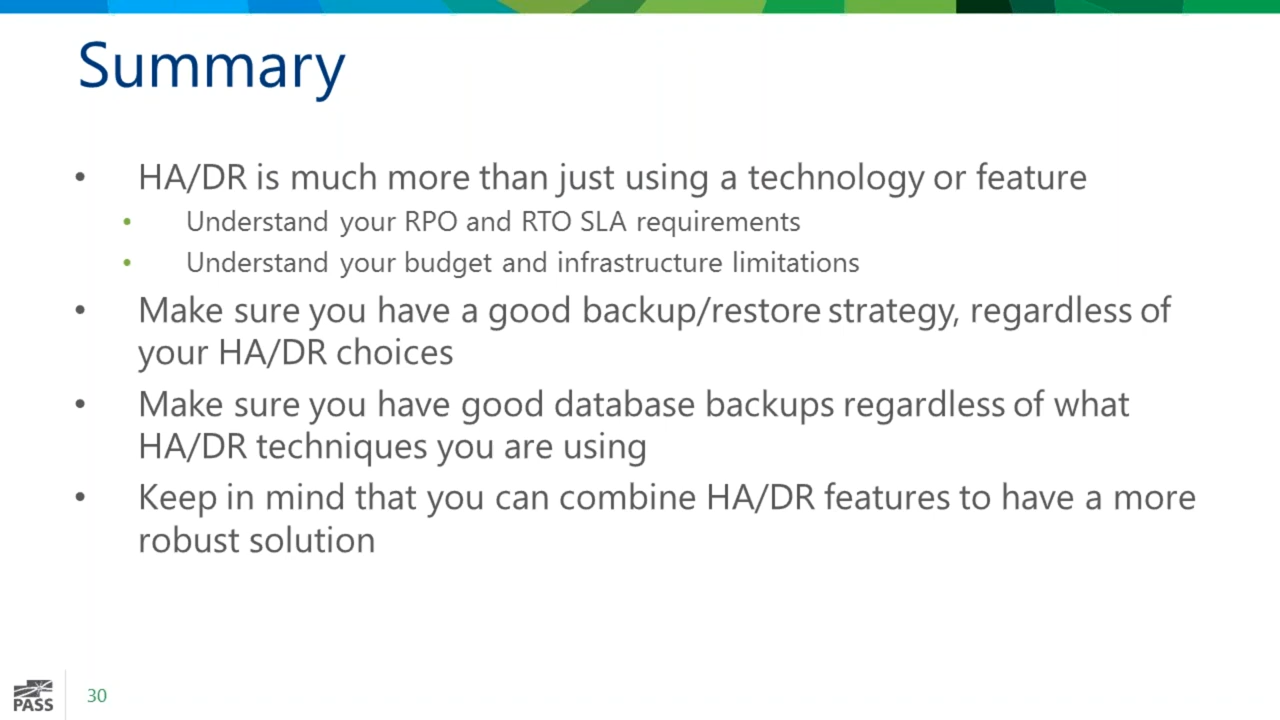 Summary
• HA/DR is much more than just using a technology or feature
• Understand your RPO and RTO SLA requirements
• Understand your budget and infrastructure limitations
• Make sure you have a good backup/restore strategy, regardless of
your HA/DR choices
• Make sure you have good database backups regardless of what
HA/DR techniques you are using
• Keep in mind that you can combine HA/DR features to have a more
robust solution
PASS
30